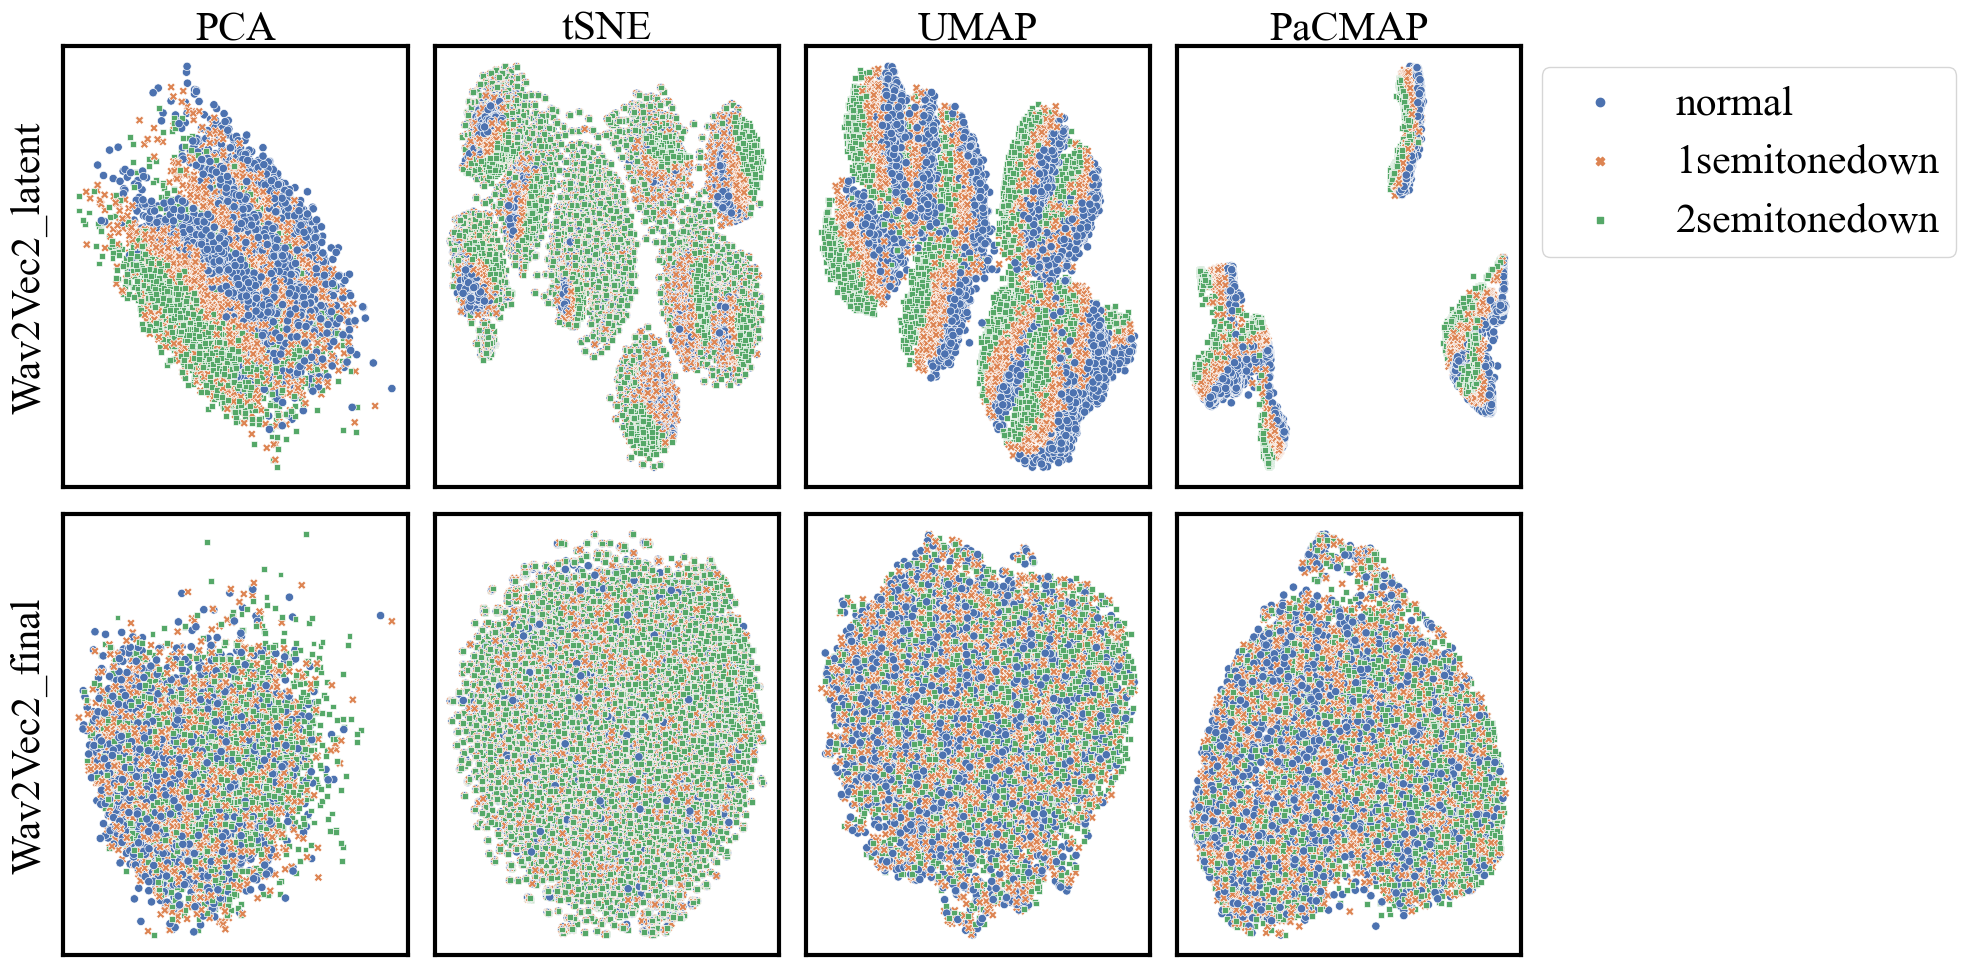 PCA
tSNE
UMAP
PaCMAP
Wav2Vec2_latent
normal
1semitonedown
2semitonedown
Wav2Vec2_final